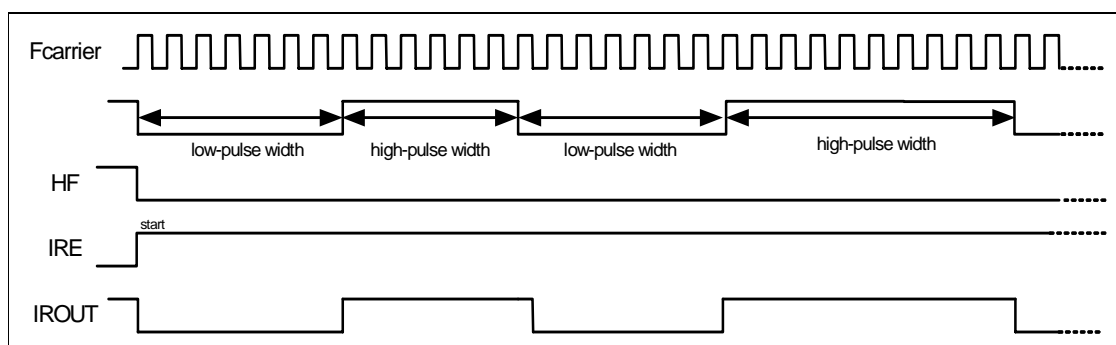 Fcarrier
low-pulse width
high-pulse width
low-pulse width
high-pulse width
HF
start
IRE
IROUT